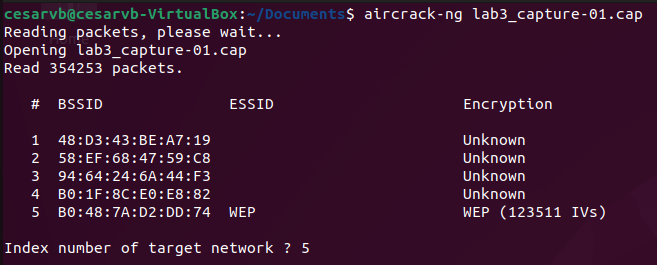 cesarvb@cesarvb-VirtualBox:~/Documents$ aircrack-ng lab3_capture-01.cap
Reading packets, please wait...
Opening lab3_capture-01.cap
Read 354253 packets.
# BSSID ESSID Encryption
1 48:D3:43:BE:A7:19 Unknown
2 58:EF:68:47:59:C8 Unknown
3 94:64:24:6A:44:F3 Unknown
4 B0:1F:8C:E0:E8:82 Unknown
5 B0:48:7A:D2:DD:74 WEP WEP (123511 IVs)
Index number of target network ? 5